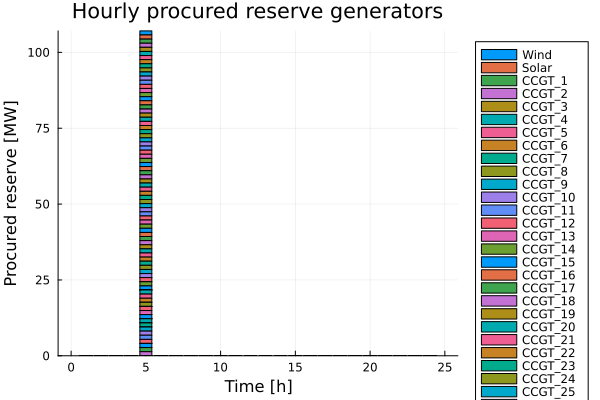 Hourly procured reserve generators
Procured reserve [MW]
100
75
50
25
0
0 5 10 15 20 25
Time [h]
Wind
Solar
CCGT_1
CCGT_2
CCGT_3
CCGT_4
CCGT_5
CCGT_6
CCGT_7
CCGT_8
CCGT_9
CCGT_10
CCGT_11
CCGT_12
CCGT_13
CCGT_14
CCGT_15
CCGT_16
CCGT_17
CCGT_18
CCGT_19
CCGT_20
CCGT_21
CCGT_22
CCGT_23
CCGT_24
CCGT_25